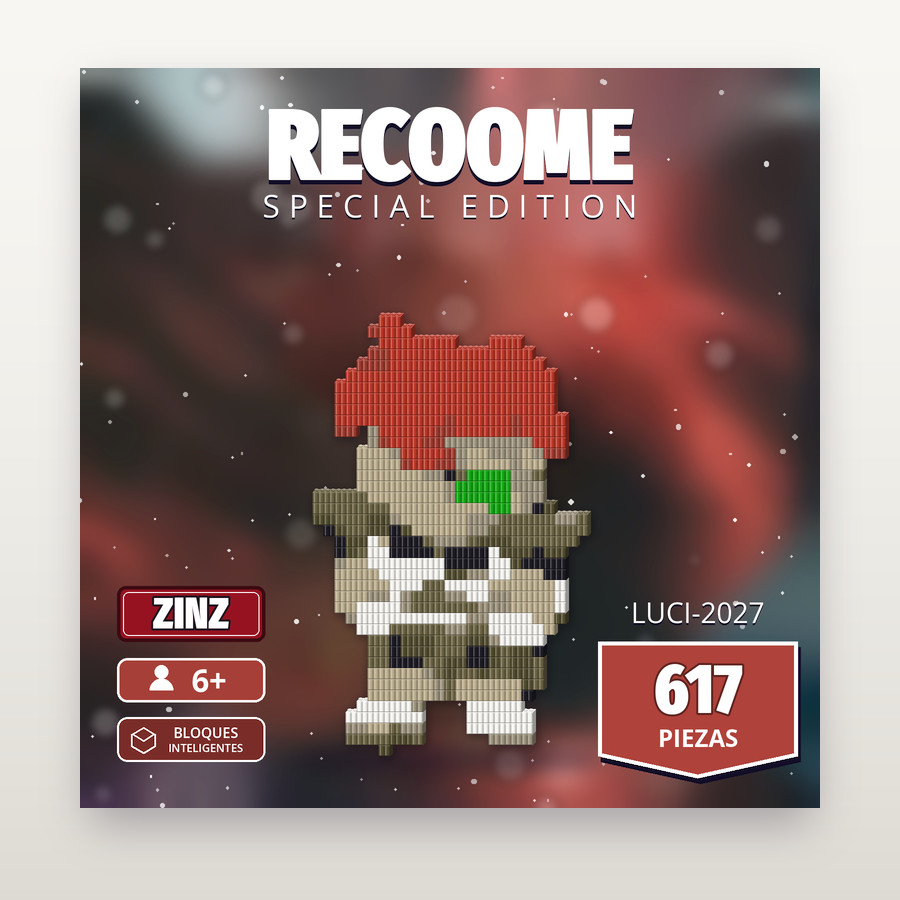 RECOOME
SPECIAL EDITION
ZINZ
6+
BLOQUES
INTELIGENTES
LUCI-2027
617
PIEZAS